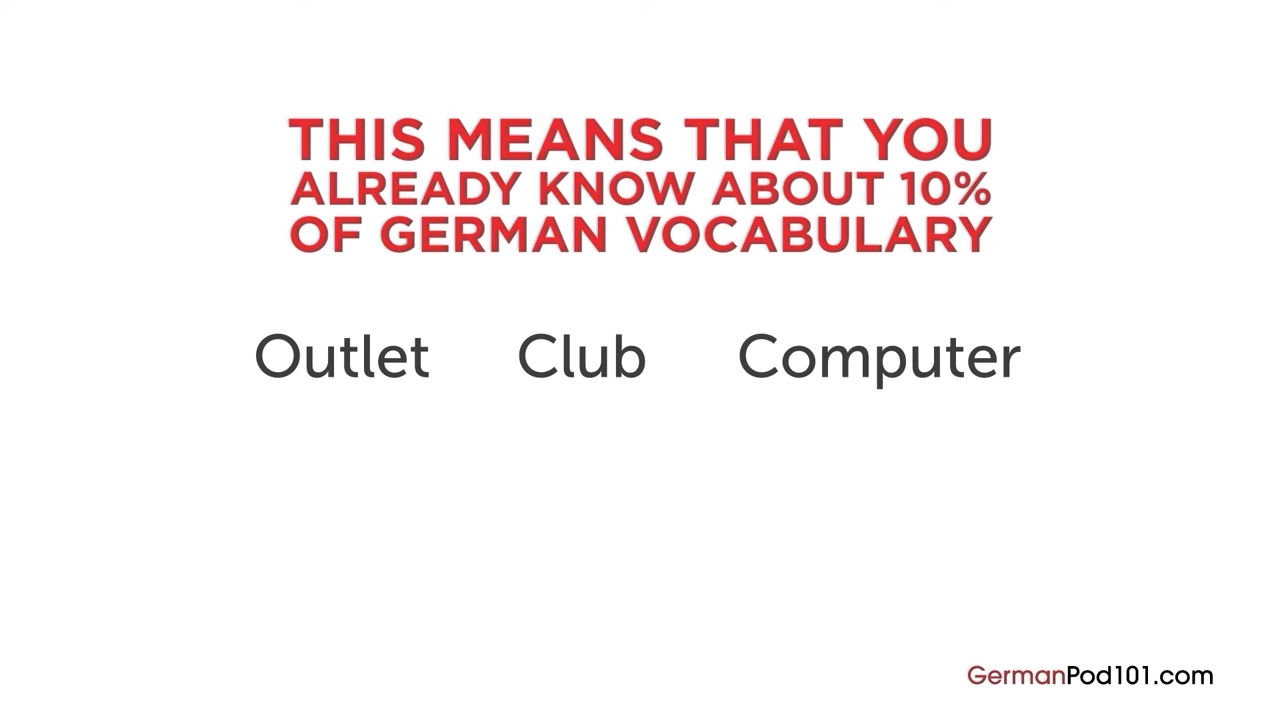 THIS MEANS THAT YOU
ALREADY KNOW ABOUT 10%
OF GERMAN VOCABULARY
Outlet Club Computer
GermanPod101.com